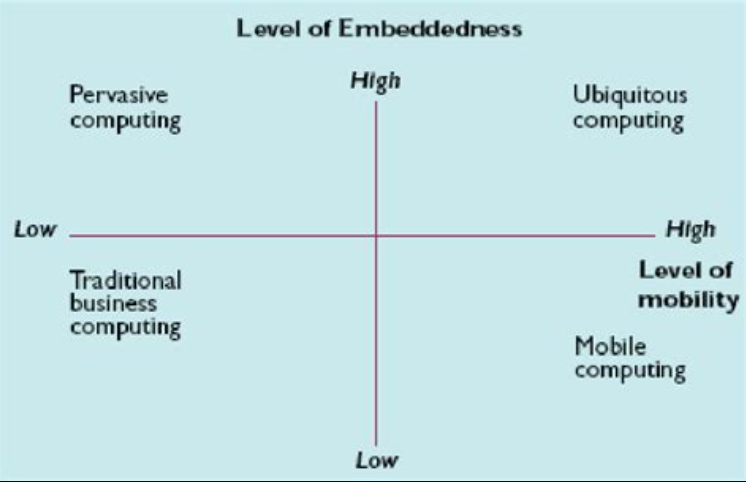 Level of Embeddedness
High
Pervasive
computing
Ubiquitous
computing
Low
High
Level of
mobility
Traditional
business
computing
Mobile
computing
Low